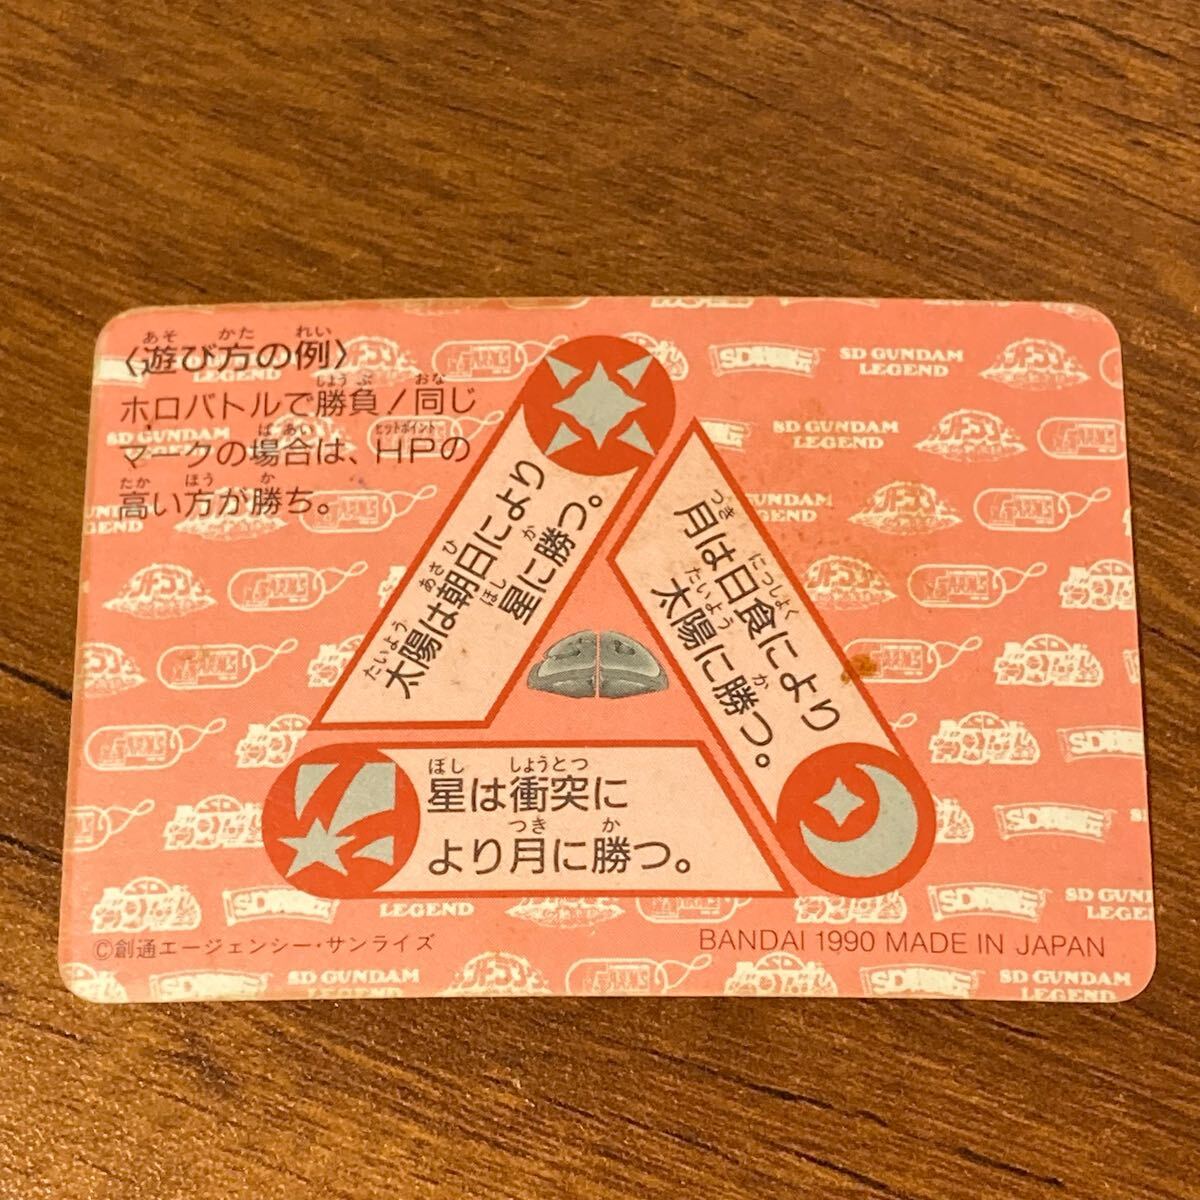 〈遊び方の例〉
ホロバトルで勝負!同じ
マークの場合は、HPの
高い方が勝ち。
太陽は朝日により
星に勝つ。
月は日食により
太陽に勝つ。
星は衝突に
より月に勝つ。
©創通エージェンシー・サンライズ
BANDAI 1990 MADE IN JAPAN
SD GUNDAM
LEGEND